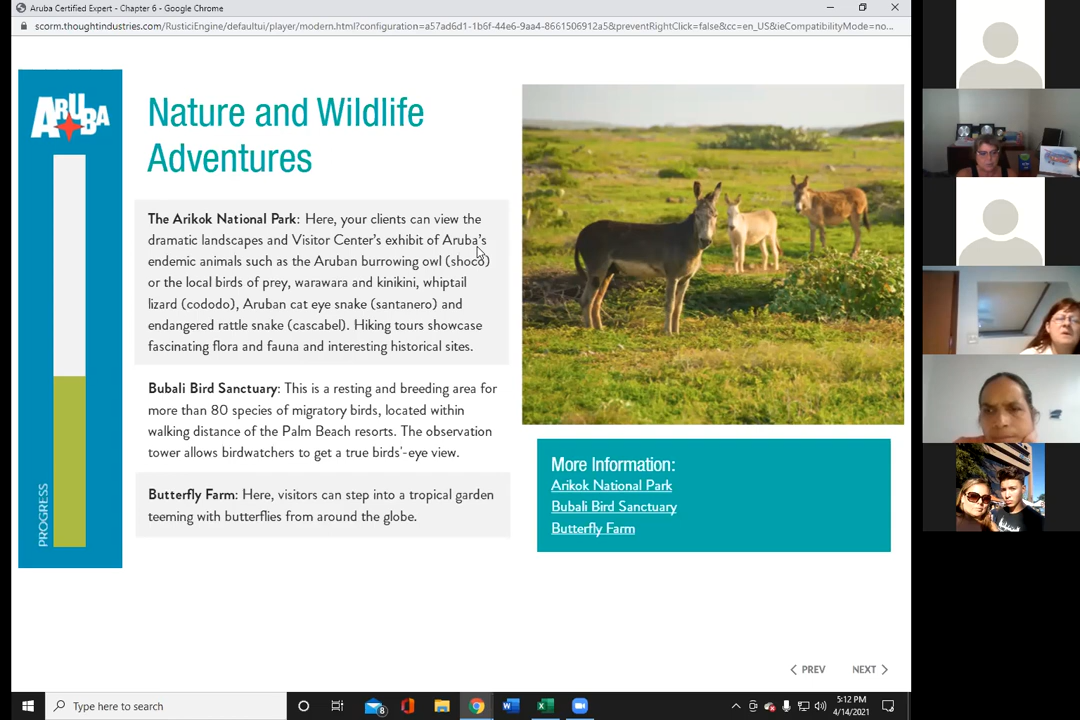 Aruba Certified Expert - Chapter 6 - Google Chrome
scorm.thoughtindustries.com/RusticiEngine/defaultui/player/modern.html?configuration=a57ad6d1-1b6f-44e6-9aa4-8661506912a5&preventRightClick=false&cc=en_US&ieCompatibilityMode=no...
ARUBA
PROGRESS
Nature and Wildlife
Adventures
The Arikok National Park: Here, your clients can view the
dramatic landscapes and Visitor Center's exhibit of Aruba's
endemic animals such as the Aruban burrowing owl (shoco)
or the local birds of prey, warawara and kinikini, whiptail
lizard (cododo), Aruban cat eye snake (santanero) and
endangered rattle snake (cascabel). Hiking tours showcase
fascinating flora and fauna and interesting historical sites.
Bubali Bird Sanctuary: This is a resting and breeding area for
more than 80 species of migratory birds, located within
walking distance of the Palm Beach resorts. The observation
tower allows birdwatchers to get a true birds'-eye view.
Butterfly Farm: Here, visitors can step into a tropical garden
teeming with butterflies from around the globe.
More Information:
Arikok National Park
Bubali Bird Sanctuary
Butterfly Farm
PREV
NEXT
Type here to search
8
5:12 PM
4/14/2021